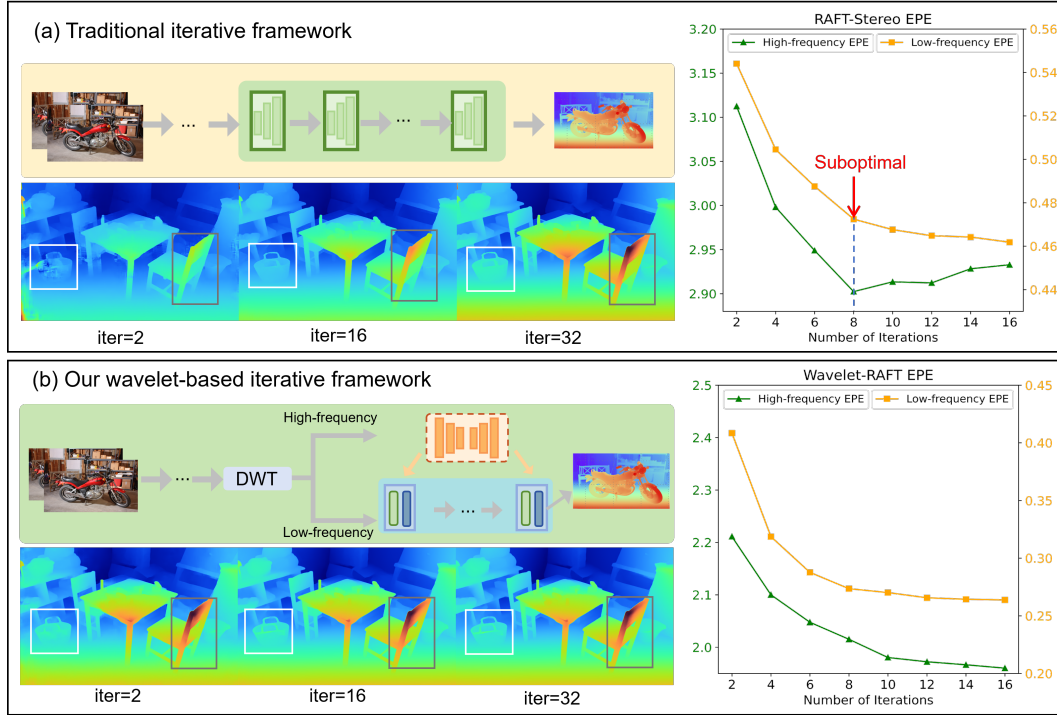 (a) Traditional iterative framework
...
...
iter=2
iter=16
iter=32
RAFT-Stereo EPE
High-frequency EPE
Low-frequency EPE
3.20
3.15
3.10
3.05
3.00
2.95
2.90
0.56
0.54
0.52
0.50
0.48
0.46
0.44
Suboptimal
2 4 6 8 10 12 14 16
Number of Iterations
(b) Our wavelet-based iterative framework
High-frequency
...
DWT
...
Low-frequency
iter=2
iter=16
iter=32
Wavelet-RAFT EPE
High-frequency EPE
Low-frequency EPE
2.5
2.4
2.3
2.2
2.1
2.0
0.45
0.40
0.35
0.30
0.25
0.20
2 4 6 8 10 12 14 16
Number of Iterations